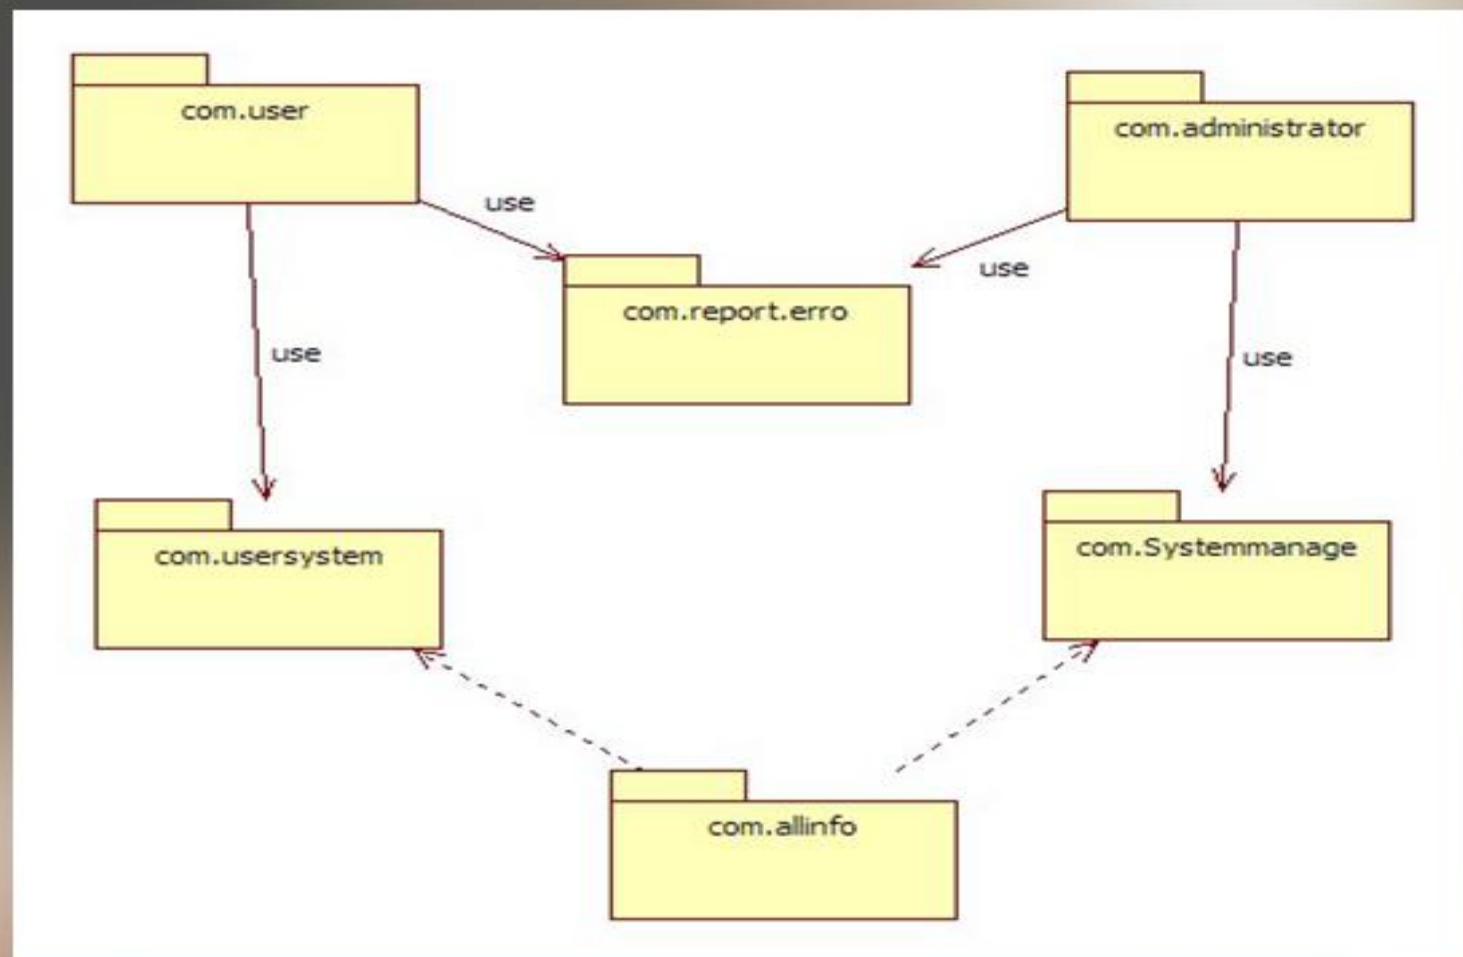 com.user
com.administrator
use
use
com.report.erro
use
use
com.usersystem
com.Systemmanage
com.allinfo